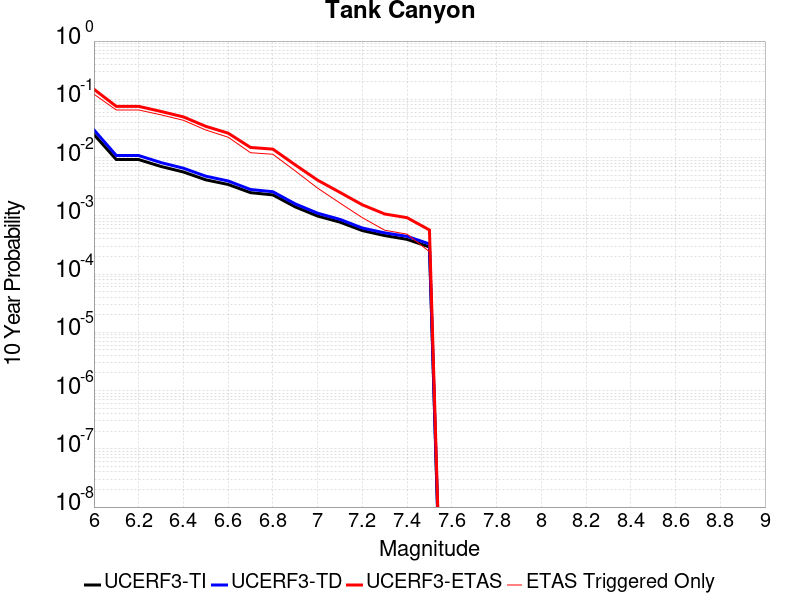 Tank Canyon
10^0
10^-1
10^-2
10^-3
10^-4
10^-5
10^-6
10^-7
10^-8
10 Year Probability
6 6.2 6.4 6.6 6.8 7 7.2 7.4 7.6 7.8 8 8.2 8.4 8.6 8.8 9
Magnitude
UCERF3-TI UCERF3-TD UCERF3-ETAS ETAS Triggered Only